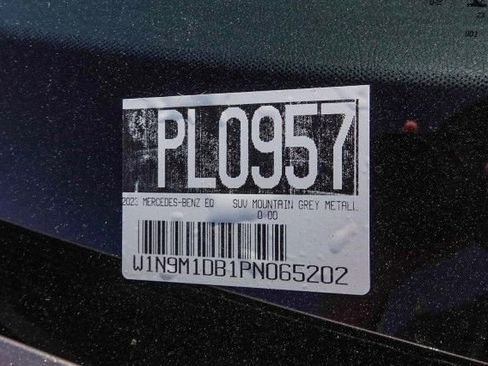 PL0957
2023 MERCEDES-BENZ EQ SUV MOUNTAIN GREY METALL
0.00
W1N9M1DB1PN065202